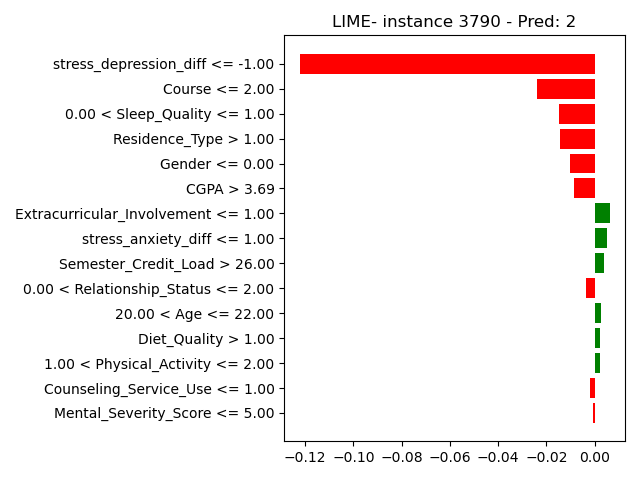 LIME- instance 3790 - Pred: 2
stress_depression_diff <= -1.00
Course <= 2.00
0.00 < Sleep_Quality <= 1.00
Residence_Type > 1.00
Gender <= 0.00
CGPA > 3.69
Extracurricular_Involvement <= 1.00
stress_anxiety_diff <= 1.00
Semester_Credit_Load > 26.00
0.00 < Relationship_Status <= 2.00
20.00 < Age <= 22.00
Diet_Quality > 1.00
1.00 < Physical_Activity <= 2.00
Counseling_Service_Use <= 1.00
Mental_Severity_Score <= 5.00
−0.12 −0.10 −0.08 −0.06 −0.04 −0.02 0.00